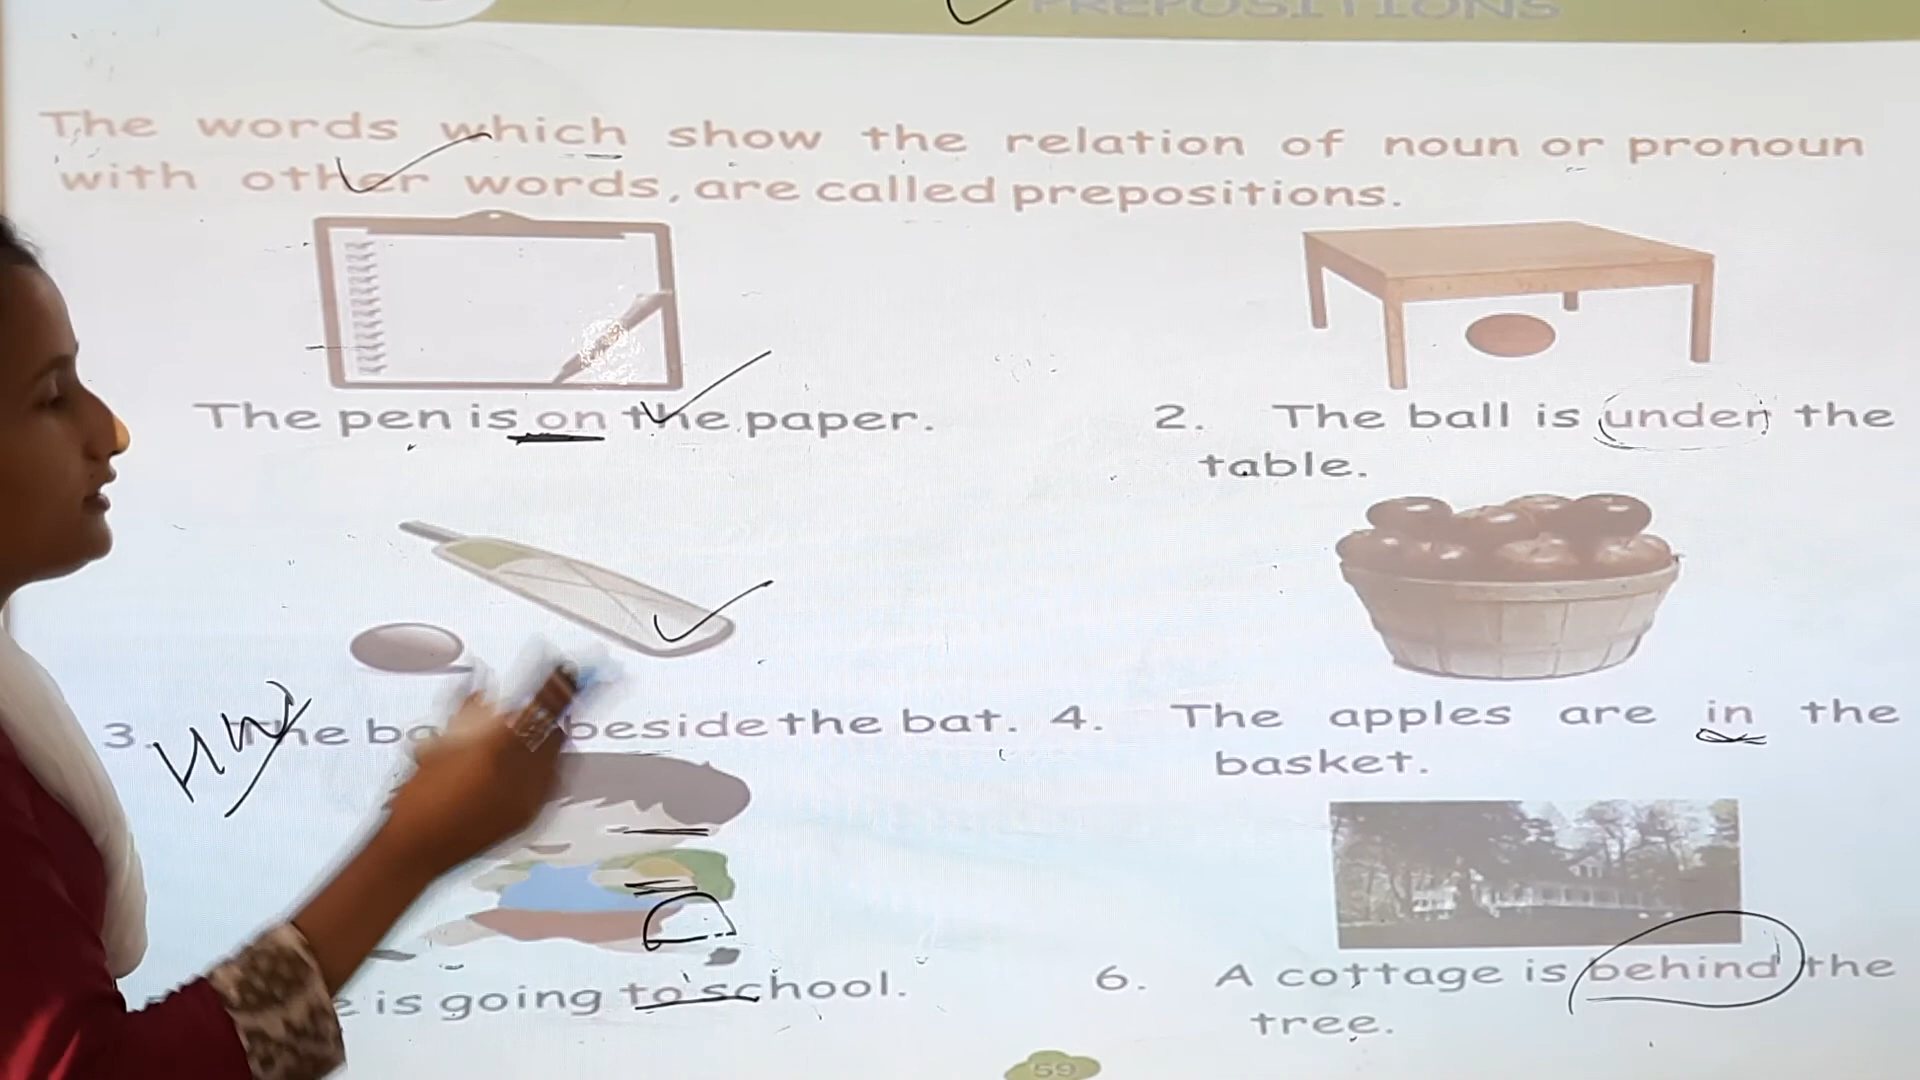 PREPOSITIONS
The words which show the relation of noun or pronoun
with other words, are called prepositions.
The pen is on the paper.
2. The ball is under the
table.
3. The beside the bat.
HW
4. The apples are in the
basket.
is going to school.
6. A cottage is behind the
tree.
59